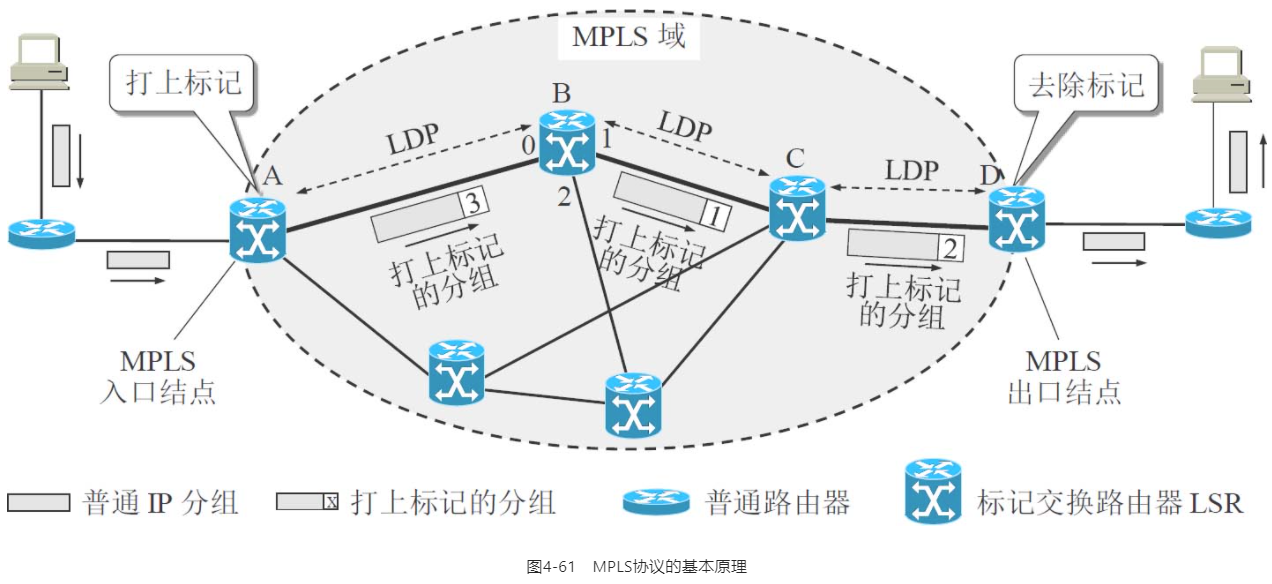 MPLS 域
打上标记
去除标记
B
LDP
0
1
LDP
A
2
C
LDP
D
3
打上标记
的分组
1
打上标记
的分组
2
打上标记
的分组
MPLS
入口结点
MPLS
出口结点
普通 IP 分组
x 打上标记的分组
普通路由器
标记交换路由器 LSR
图4-61 MPLS协议的基本原理